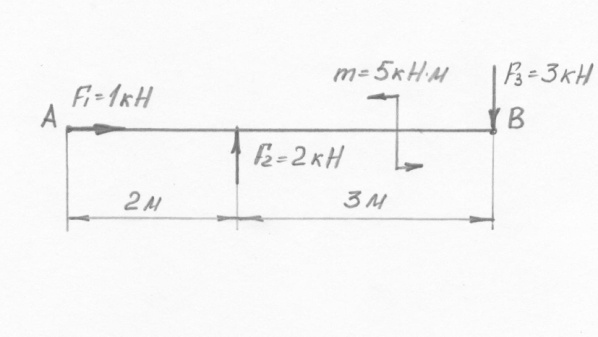 m=5кН·м
F₃=3кН
F₁=1кН
A
B
F₂=2кН
2м
3м